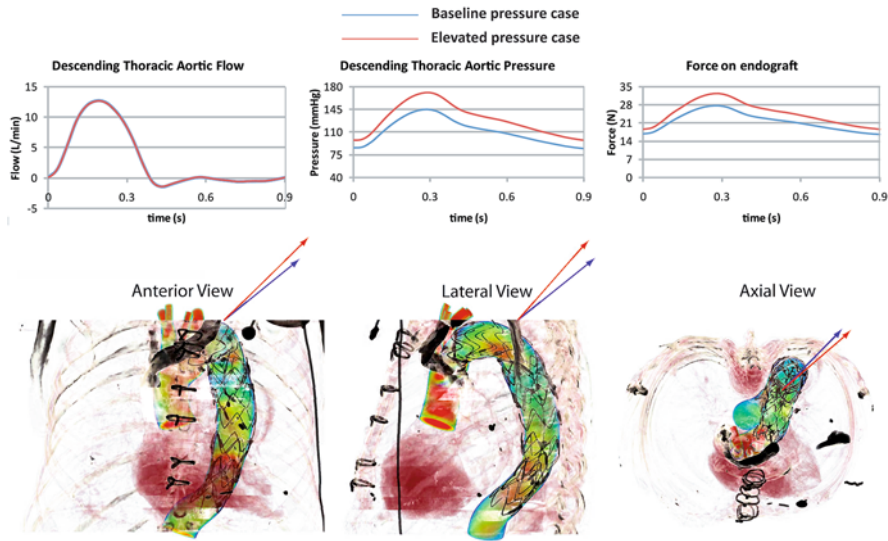 Baseline pressure case
Elevated pressure case
Descending Thoracic Aortic Flow
Flow (L/min)
15
10
5
0
-5
0
0.3
0.6
0.9
time (s)
Descending Thoracic Aortic Pressure
Pressure (mmHg)
180
145
110
75
40
0
0.3
0.6
0.9
time (s)
Force on endograft
Force (N)
35
28
21
14
7
0
0
0.3
0.6
0.9
time (s)
Anterior View
Lateral View
Axial View